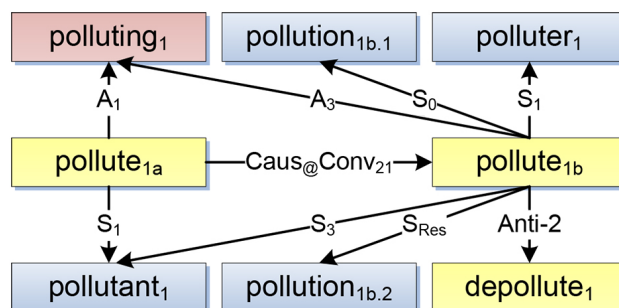 polluting₁ pollution₁b.₁ polluter₁
A₁ A₃ S₀ S₁
pollute₁a Caus@Conv₂₁ pollute₁b
S₁ S₃ SRes Anti-2
pollutant₁ pollution₁b.₂ depollute₁